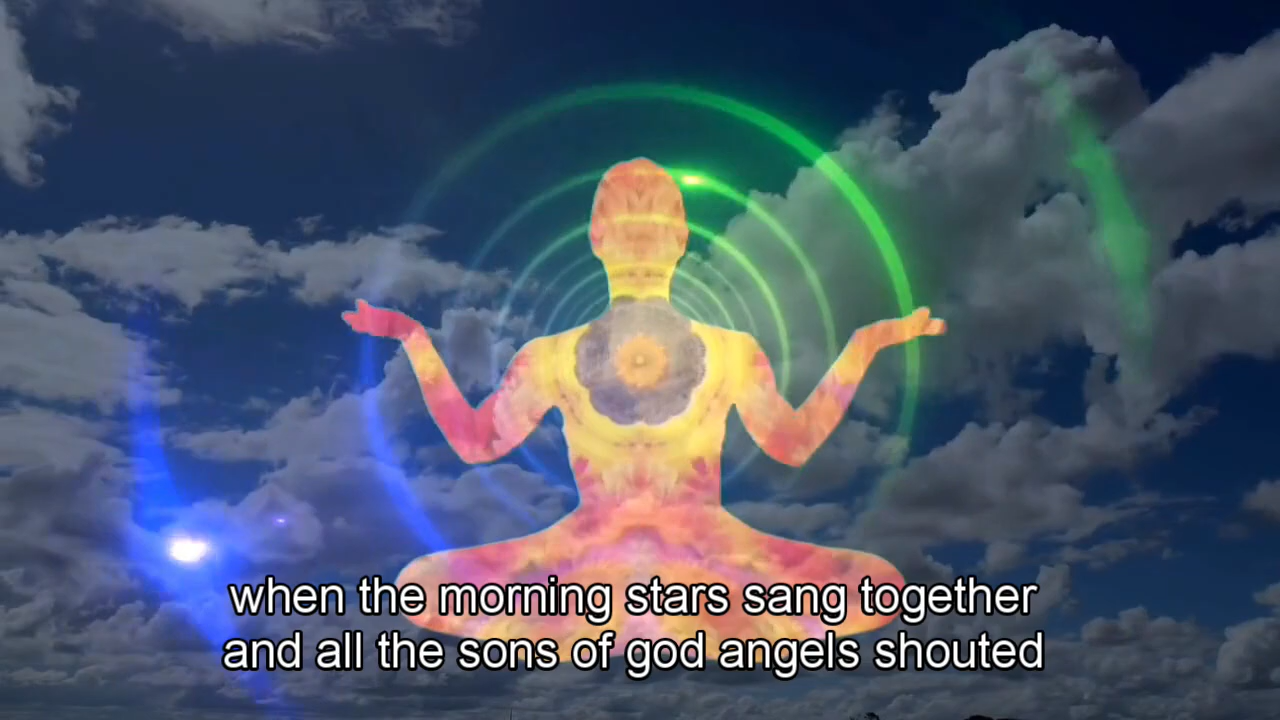 when the morning stars sang together
and all the sons of god angels shouted